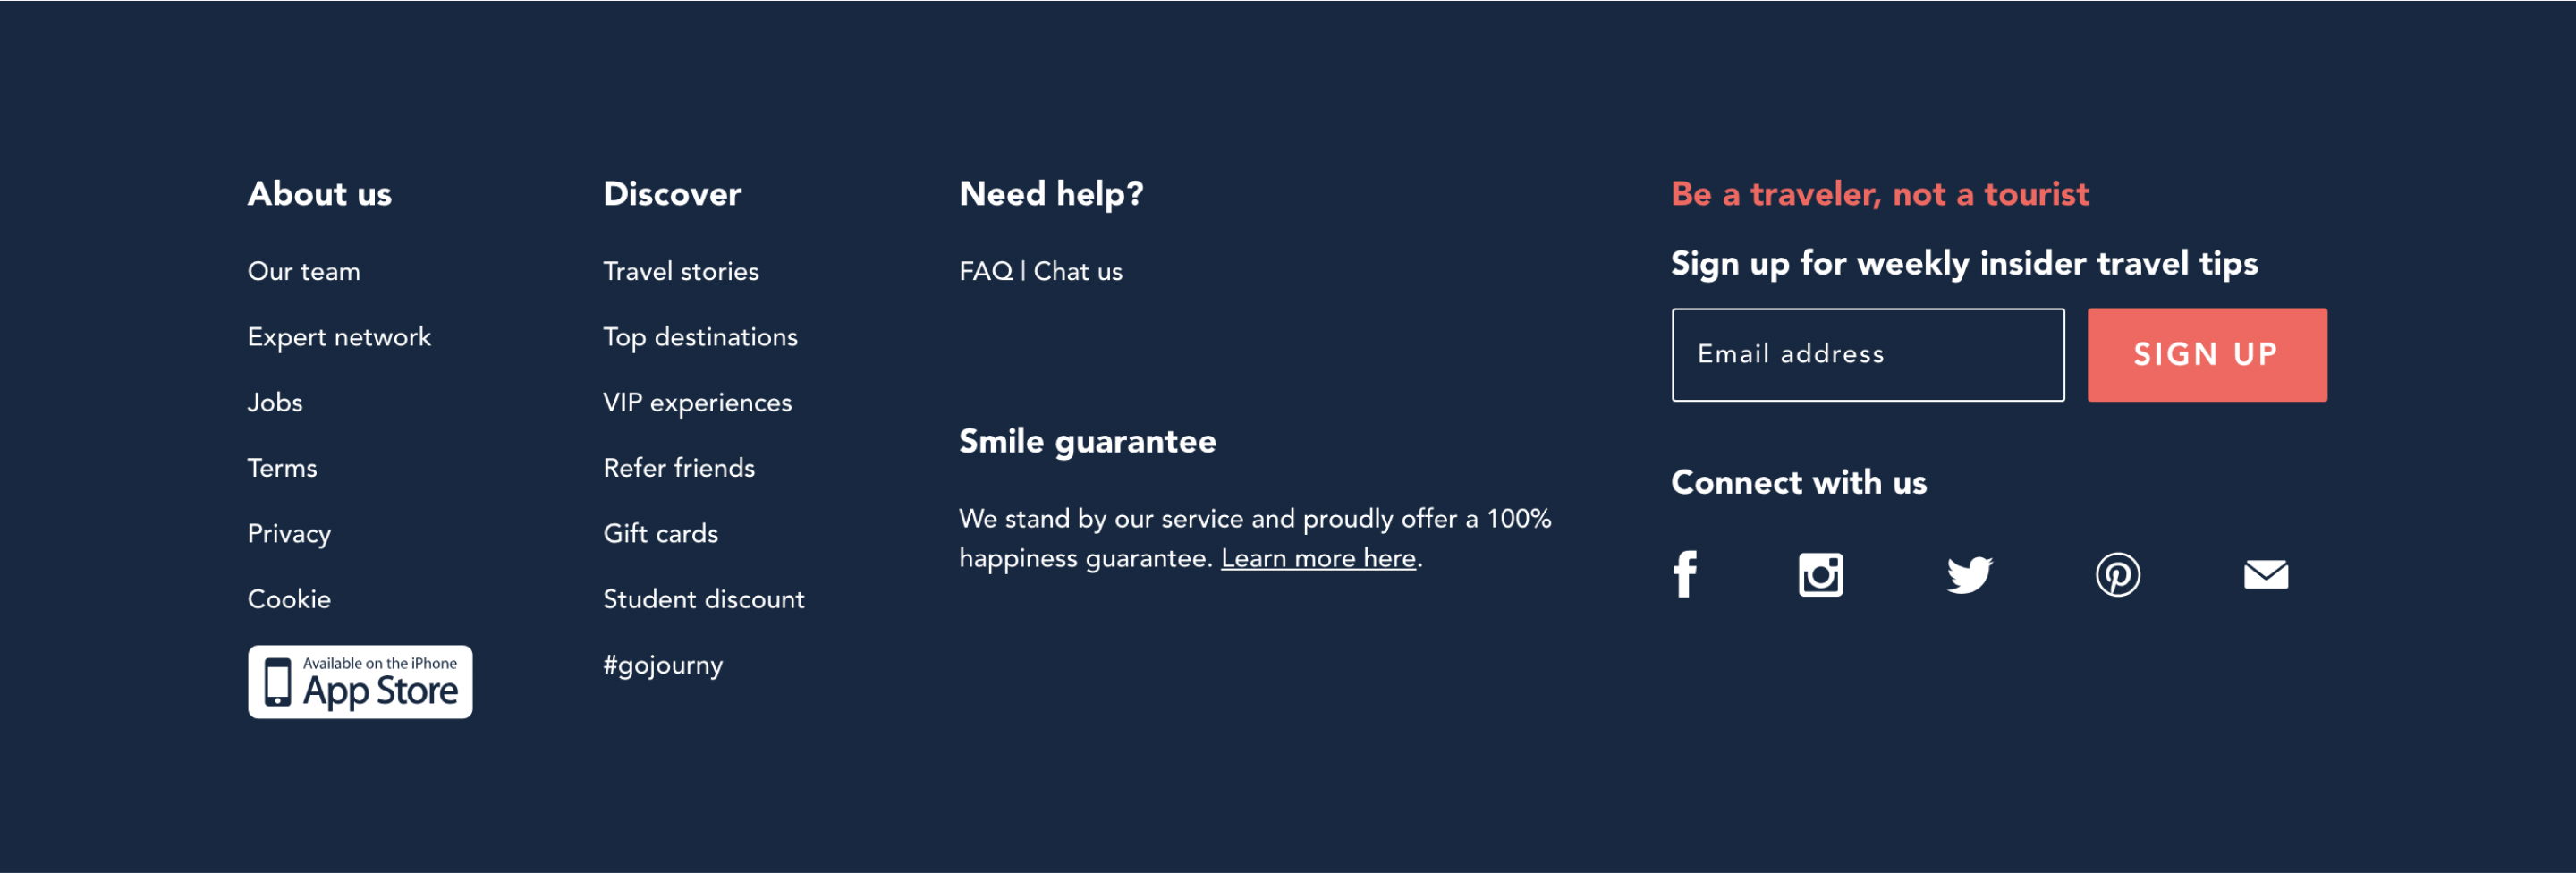 About us
Our team
Expert network
Jobs
Terms
Privacy
Cookie
Available on the iPhone
App Store
Discover
Travel stories
Top destinations
VIP experiences
Refer friends
Gift cards
Student discount
#gojourny
Need help?
FAQ | Chat us
Smile guarantee
We stand by our service and proudly offer a 100%
happiness guarantee. Learn more here.
Be a traveler, not a tourist
Sign up for weekly insider travel tips
Email address
SIGN UP
Connect with us